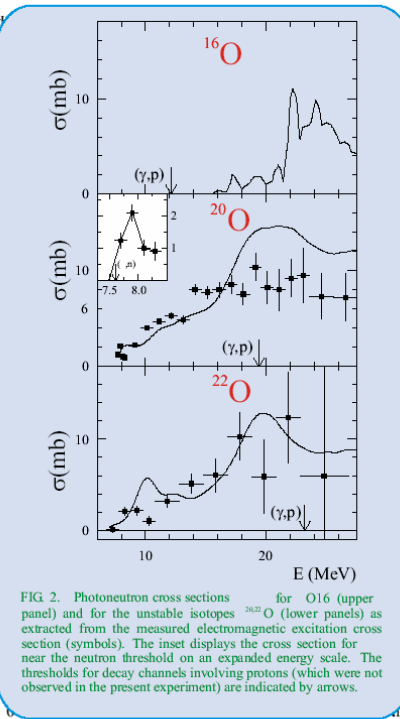 16O
σ(mb)
10
(γ,p)
0
20O
2
1
( ,n)
7.5 8.0
σ(mb)
10
6
(γ,p)
0
22O
σ(mb)
10
(γ,p)
0
10 20
E (MeV)
FIG. 2. Photoneutron cross sections for O16 (upper
panel) and for the unstable isotopes 20,22 O (lower panels) as
extracted from the measured electromagnetic excitation cross
section (symbols). The inset displays the cross section for
near the neutron threshold on an expanded energy scale. The
thresholds for decay channels involving protons (which were not
observed in the present experiment) are indicated by arrows.